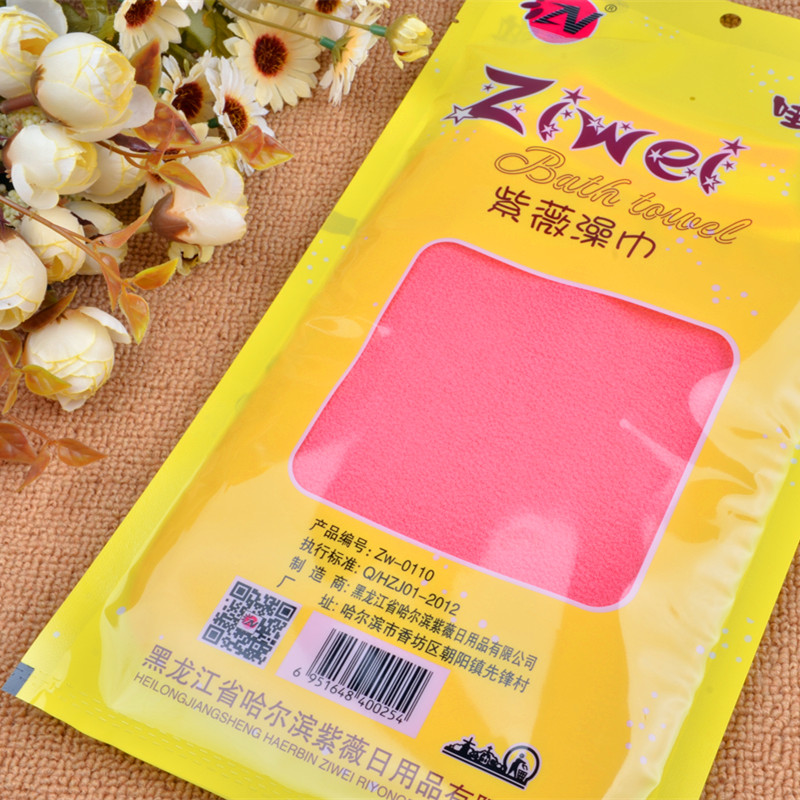 ZN®
Ziwei
Bath towel
紫薇澡巾
产品编号: Zw-0110
执行标准: Q/HZJ01-2012
制造商: 黑龙江省哈尔滨紫薇日用品有限公司
厂址: 哈尔滨市香坊区朝阳镇先锋村
6 951648 400254
黑龙江省哈尔滨紫薇日用品有限
HEILONGJIANGSHENG HAERBIN ZIWEI RIYONG